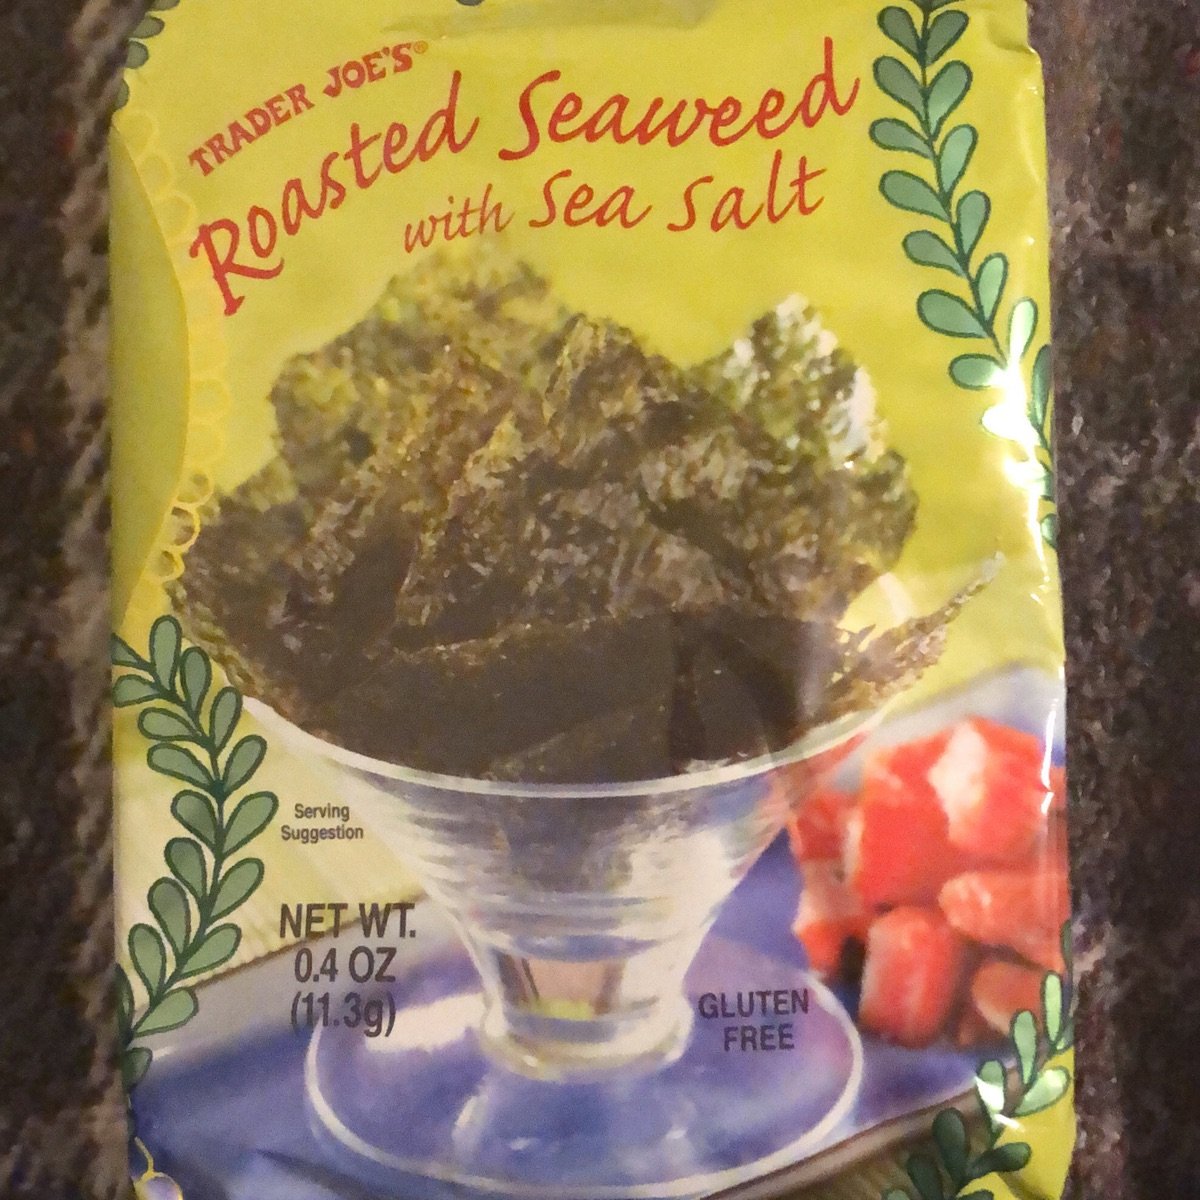 TRADER JOE'S®
Roasted Seaweed
with Sea Salt
Serving
Suggestion
NET WT.
0.4 OZ
(11.3g)
GLUTEN
FREE